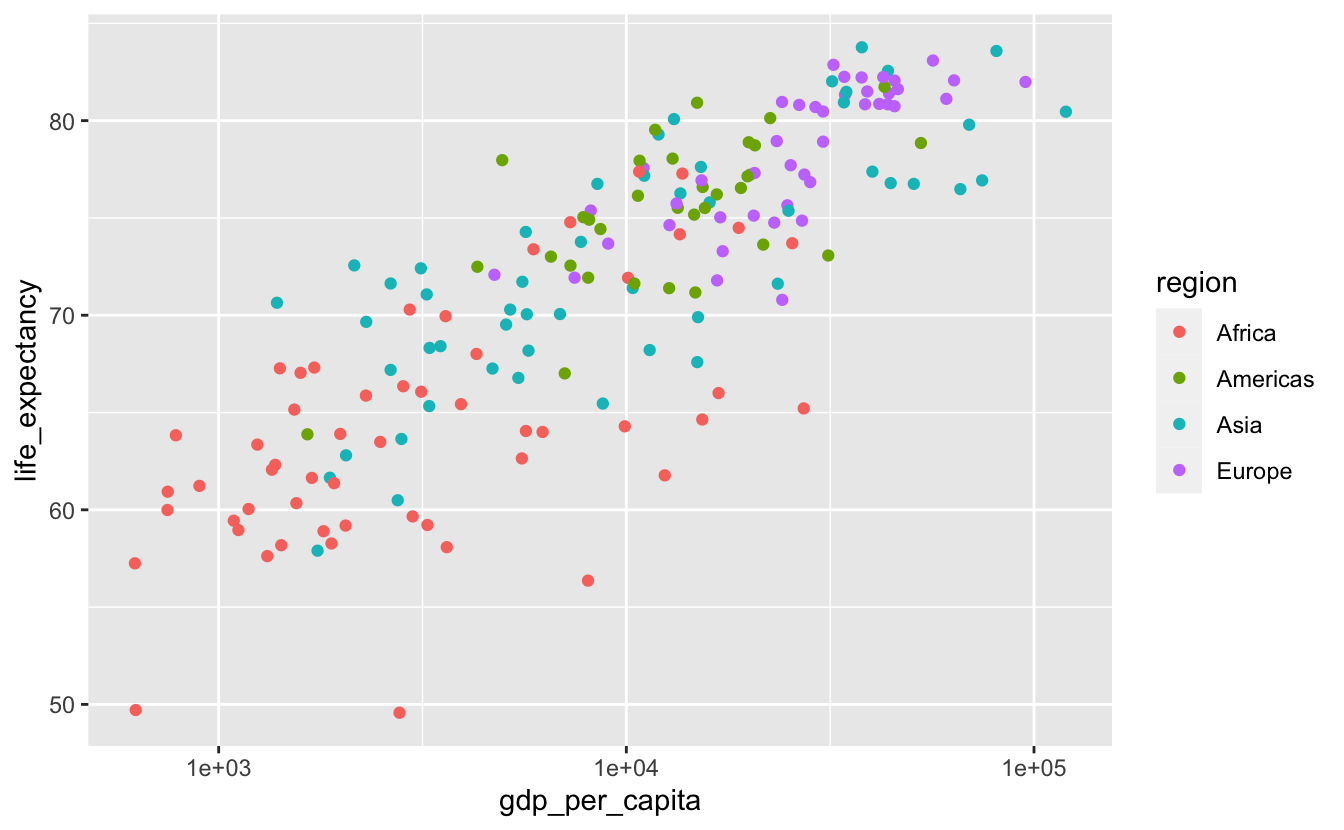 80
70
60
50
life_expectancy
1e+03
1e+04
1e+05
gdp_per_capita
region
Africa
Americas
Asia
Europe